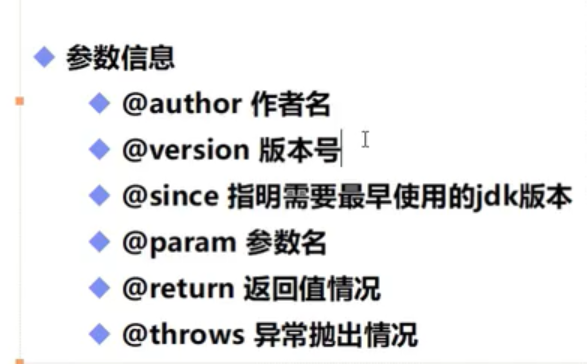 参数信息
@author 作者名
@version 版本号
@since 指明需要最早使用的jdk版本
@param 参数名
@return 返回值情况
@throws 异常抛出情况